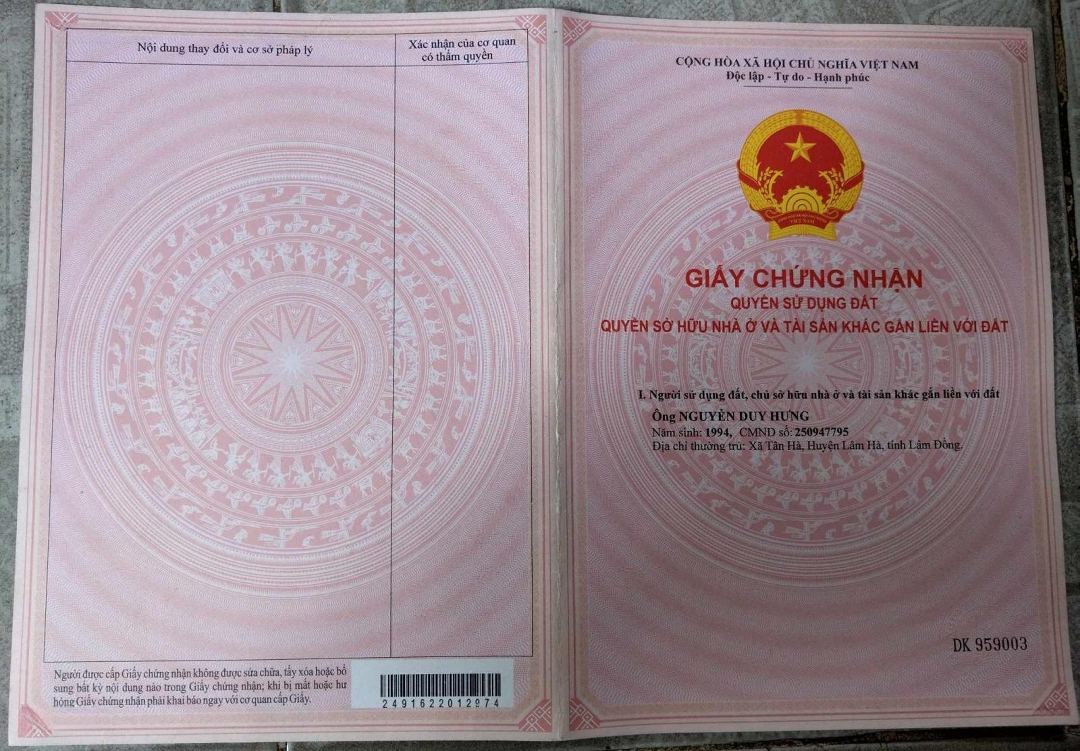 Nội dung thay đổi và cơ sở pháp lý
Xác nhận của cơ quan
có thẩm quyền
Người được cấp Giấy chứng nhận không được sửa chữa, tẩy xóa hoặc bổ
sung bất kỳ nội dung nào trong Giấy chứng nhận; khi bị mất hoặc hư
hỏng Giấy chứng nhận phải khai báo ngay với cơ quan cấp Giấy.
2491622012974
CỘNG HÒA XÃ HỘI CHỦ NGHĨA VIỆT NAM
Độc lập - Tự do - Hạnh phúc
VIỆT NAM
GIẤY CHỨNG NHẬN
QUYỀN SỬ DỤNG ĐẤT
QUYỀN SỞ HỮU NHÀ Ở VÀ TÀI SẢN KHÁC GẮN LIỀN VỚI ĐẤT
I. Người sử dụng đất, chủ sở hữu nhà ở và tài sản khác gắn liền với đất
Ông NGUYỄN DUY HƯNG
Năm sinh: 1994, CMND số: 250947795
Địa chỉ thường trú: Xã Tân Hà, Huyện Lâm Hà, tỉnh Lâm Đồng.
DK 959003